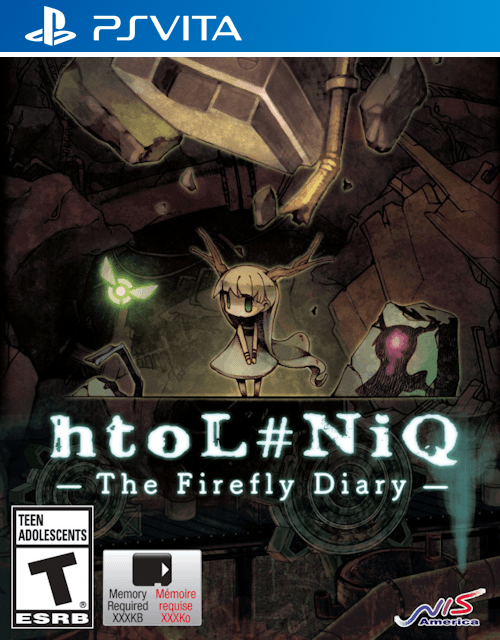 PSVITA
htoL#NiQ
— The Firefly Diary —
TEEN
ADOLESCENTS
T
®
ESRB
Memory
Required
XXXKB
Mémoire
requise
XXXKo
NIS
America